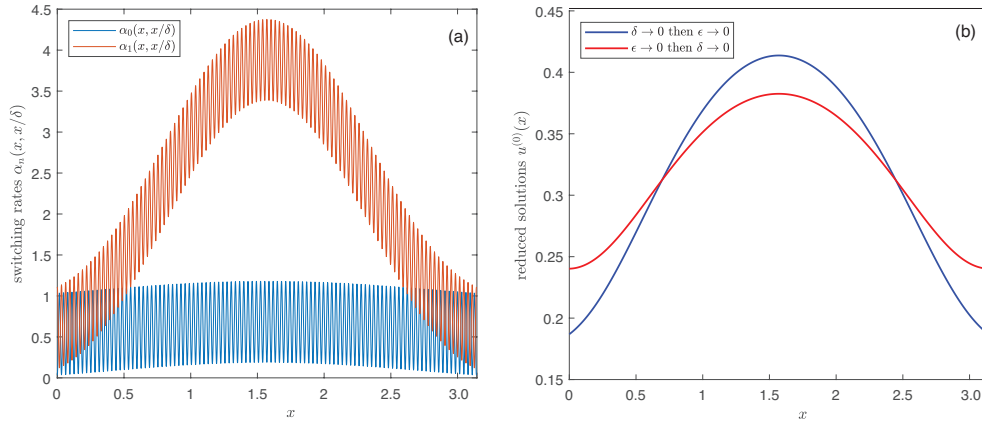 4.5
4
3.5
3
2.5
2
1.5
1
0.5
0
switching rates αₙ(x, x/δ)
α₀(x, x/δ)
α₁(x, x/δ)
(a)
0 0.5 1 1.5 2 2.5 3.0
x
0.45
0.4
0.35
0.3
0.25
0.2
0.15
reduced solutions u⁽⁰⁾(x)
δ → 0 then ϵ → 0
ϵ → 0 then δ → 0
(b)
0 0.5 1 1.5 2 2.5 3.0
x